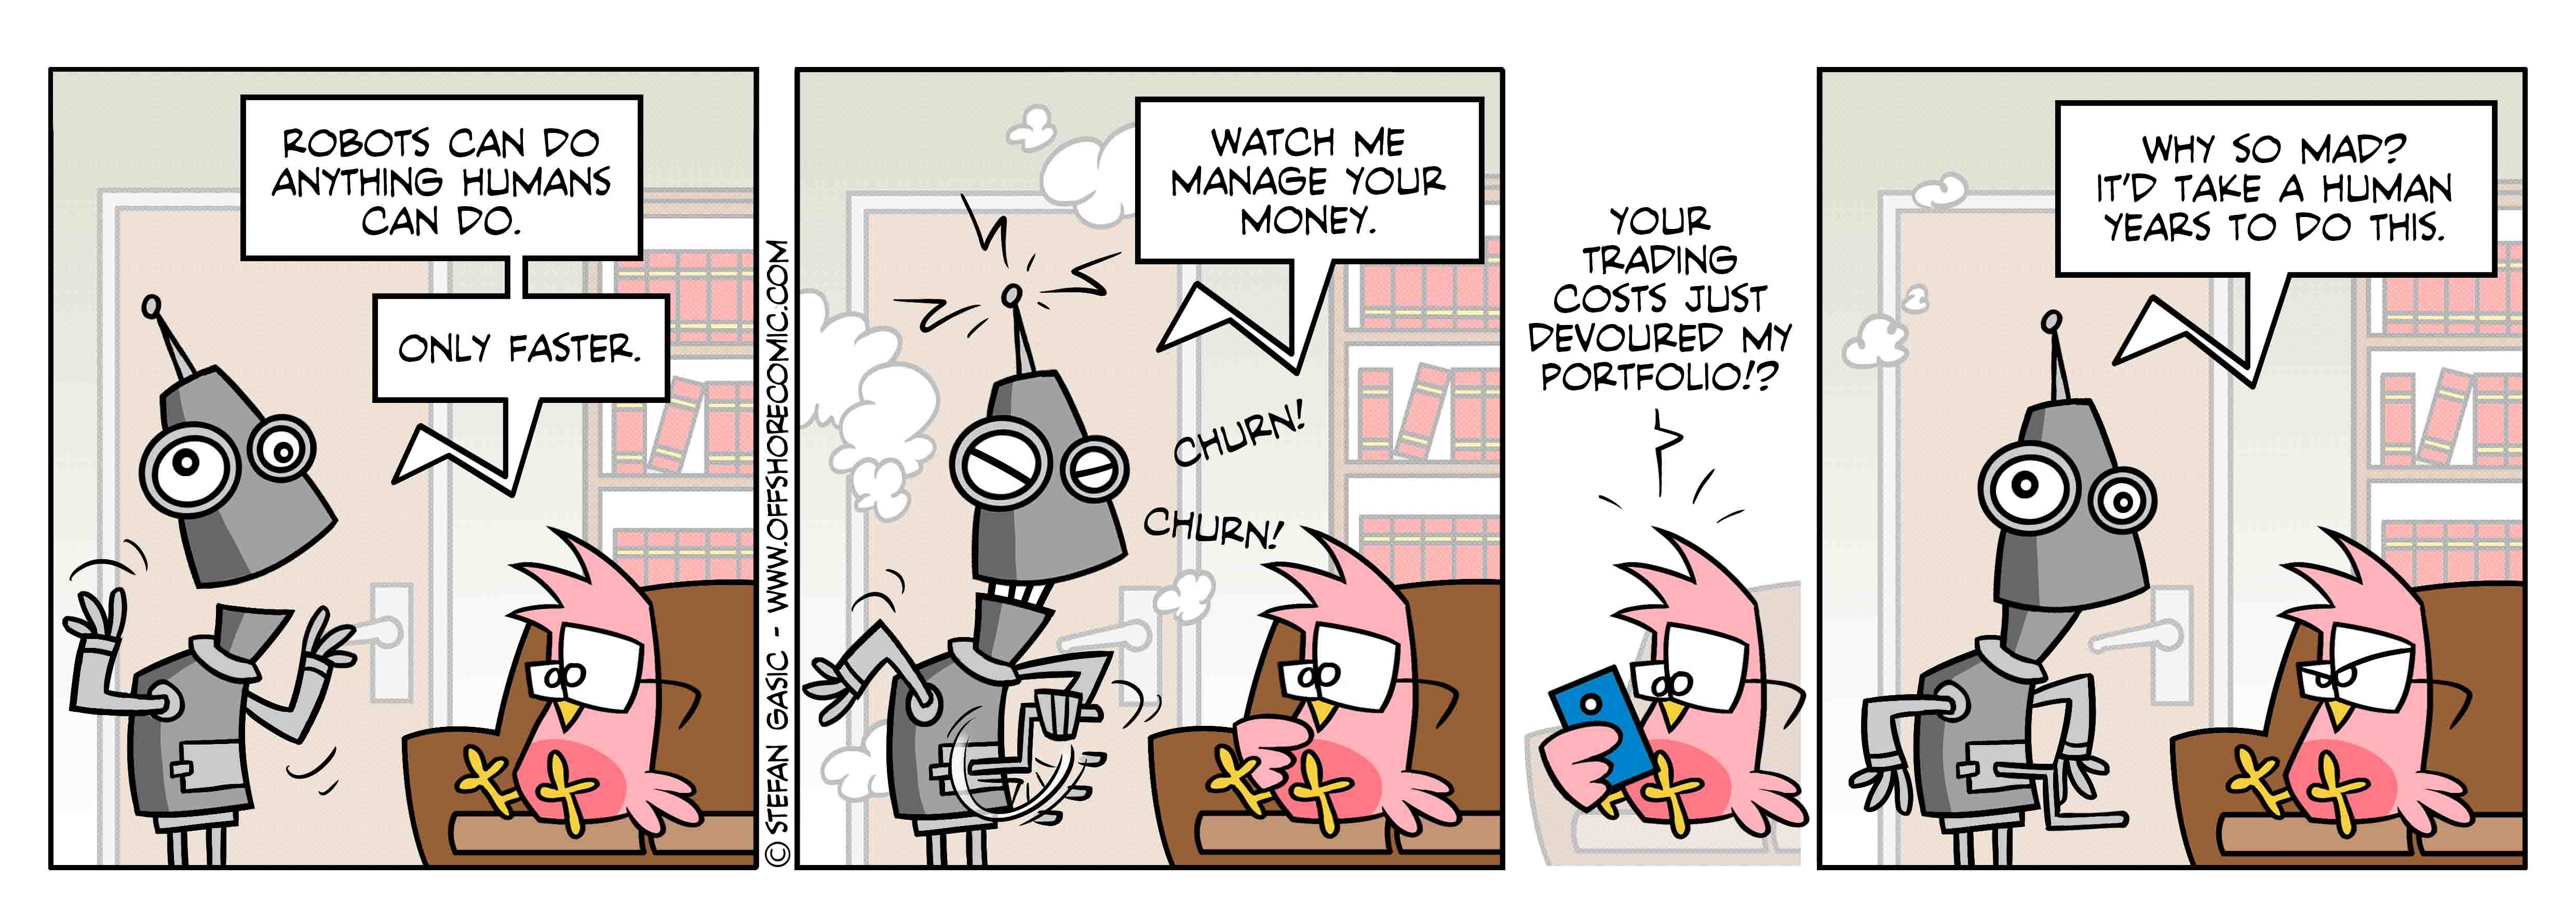 ROBOTS CAN DO
ANYTHING HUMANS
CAN DO.
ONLY FASTER.
© STEFAN GASIC - WWW.OFFSHORECOMIC.COM
WATCH ME
MANAGE YOUR
MONEY.
CHURN!
CHURN!
YOUR
TRADING
COSTS JUST
DEVOURED MY
PORTFOLIO!?
WHY SO MAD?
IT'D TAKE A HUMAN
YEARS TO DO THIS.